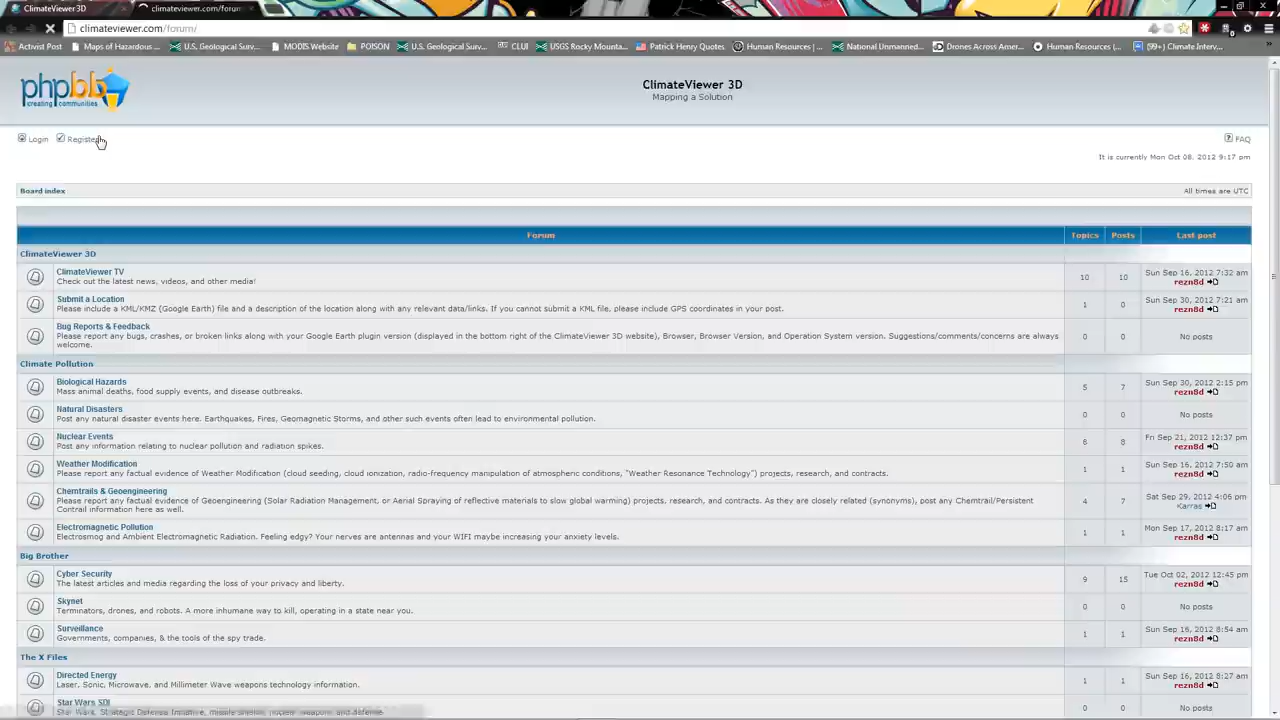 ClimateViewer 3D
climateviewer.com/forum
climateviewer.com/forum/
Activist Post
Maps of Hazardous ...
U.S. Geological Surv...
MODIS Website
POISON
U.S. Geological Surv...
CLUI
USGS Rocky Mounta...
Patrick Henry Quotes
Human Resources | ...
National Unmanned...
Drones Across Amer...
Human Resources (...
(99+) Climate Interv...
phpbb
creating communities
ClimateViewer 3D
Mapping a Solution
Login Register
FAQ
It is currently Mon Oct 08, 2012 9:17 pm
Board index
All times are UTC
Forum Topics Posts Last post
ClimateViewer 3D
ClimateViewer TV
Check out the latest news, videos, and other media!
10 10 Sun Sep 16, 2012 7:32 am
rezn8d
Submit a Location
Please include a KML/KMZ (Google Earth) file and a description of the location along with any relevant data/links. If you cannot submit a KML file, please include GPS coordinates in your post.
1 0 Sun Sep 30, 2012 7:21 am
rezn8d
Bug Reports & Feedback
Please report any bugs, crashes, or broken links along with your Google Earth plugin version (displayed in the bottom right of the ClimateViewer 3D website), Browser, Browser Version, and Operation System version. Suggestions/comments/concerns are always
welcome.
0 0 No posts
Climate Pollution
Biological Hazards
Mass animal deaths, food supply events, and disease outbreaks.
5 7 Sun Sep 30, 2012 2:15 pm
rezn8d
Natural Disasters
Post any natural disaster events here. Earthquakes, Fires, Geomagnetic Storms, and other such events often lead to environmental pollution.
0 0 No posts
Nuclear Events
Post any information relating to nuclear pollution and radiation spikes.
6 8 Fri Sep 21, 2012 12:37 pm
rezn8d
Weather Modification
Please report any factual evidence of Weather Modification (cloud seeding, cloud ionization, radio-frequency manipulation of atmospheric conditions, "Weather Resonance Technology") projects, research, and contracts.
1 1 Sun Sep 16, 2012 7:50 am
rezn8d
Chemtrails & Geoengineering
Please report any factual evidence of Geoengineering (Solar Radiation Management, or Aerial Spraying of reflective materials to slow global warming) projects, research, and contracts. As they are closely related (synonyms), post any Chemtrail/Persistent
Contrail information here as well.
4 7 Sat Sep 29, 2012 4:06 pm
Karras
Electromagnetic Pollution
Electrosmog and Ambient Electromagnetic Radiation. Feeling edgy? Your nerves are antennas and your WIFI maybe increasing your anxiety levels.
1 1 Mon Sep 17, 2012 8:17 am
rezn8d
Big Brother
Cyber Security
The latest articles and media regarding the loss of your privacy and liberty.
9 15 Tue Oct 02, 2012 12:45 pm
rezn8d
Skynet
Terminators, drones, and robots. A more inhumane way to kill, operating in a state near you.
0 0 No posts
Surveillance
Governments, companies, & the tools of the spy trade.
1 1 Sun Sep 16, 2012 8:54 am
rezn8d
The X Files
Directed Energy
Laser, Sonic, Microwave, and Millimeter Wave weapons technology information.
1 1 Sun Sep 16, 2012 8:27 am
rezn8d
Star Wars SDI
Star Wars, Strategic Defense Initiative, missile shields, nuclear weapons and defense.
0 0 No posts